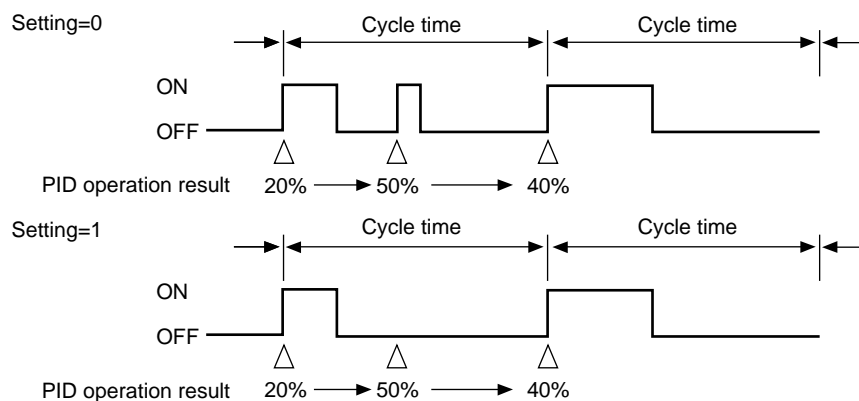 Setting=0
Cycle time Cycle time
ON
OFF
PID operation result 20% 50% 40%
Setting=1
Cycle time Cycle time
ON
OFF
PID operation result 20% 50% 40%